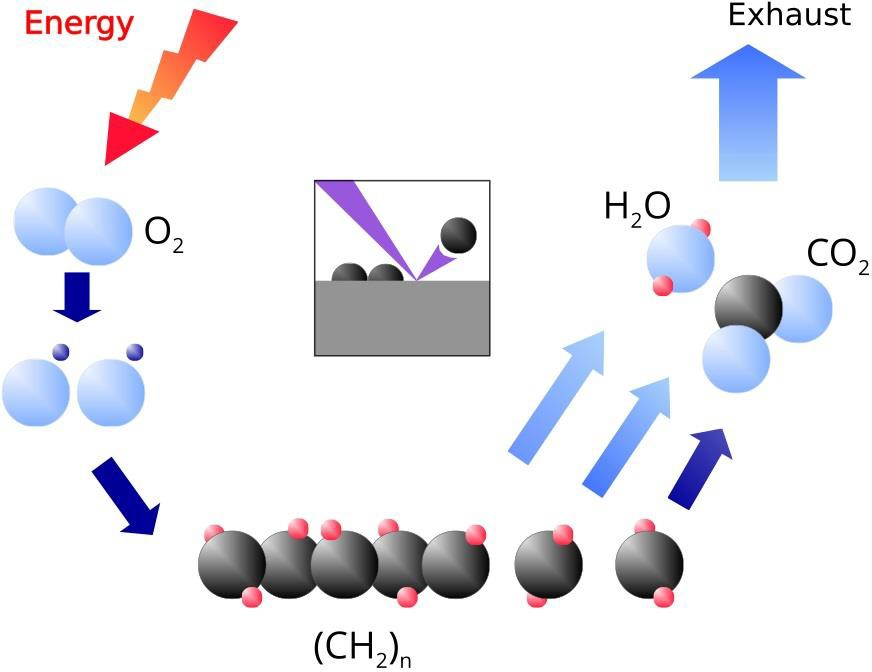 Energy
Exhaust
O₂
H₂O
CO₂
(CH₂)ₙ